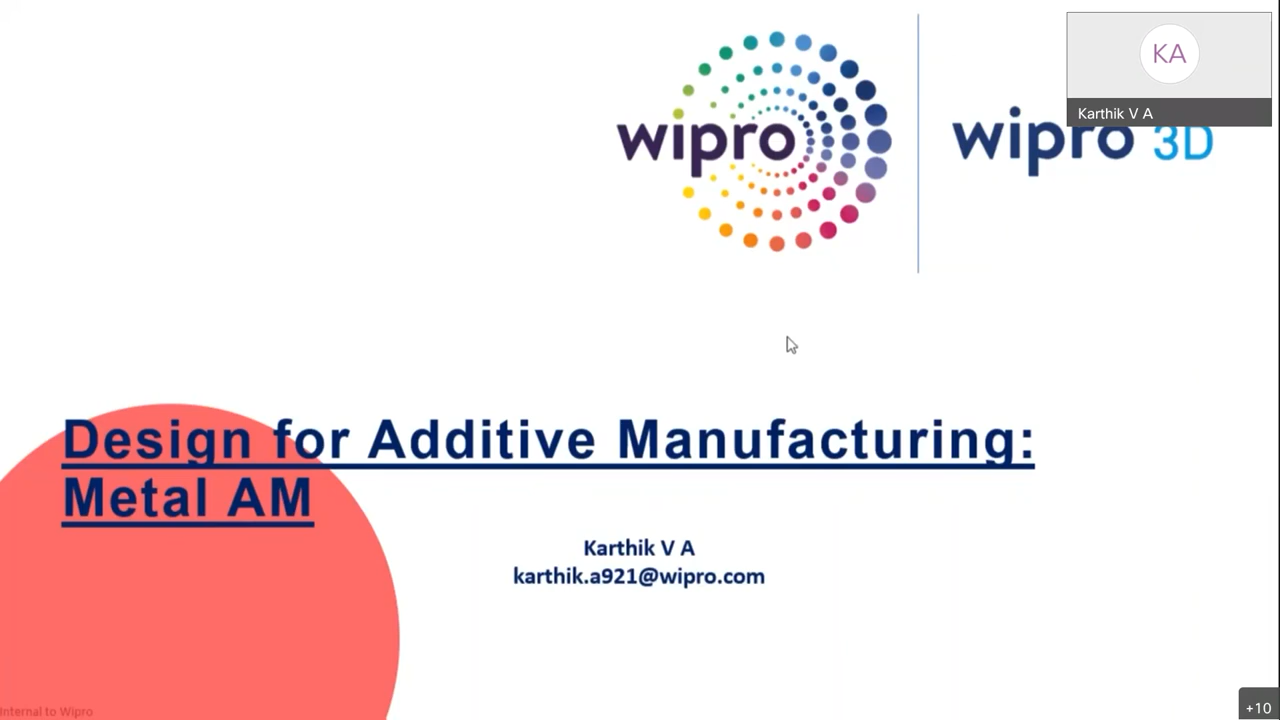 wipro
wipro 3D
KA
Karthik V A
Design for Additive Manufacturing:
Metal AM
Karthik V A
karthik.a921@wipro.com
Internal to Wipro
+10